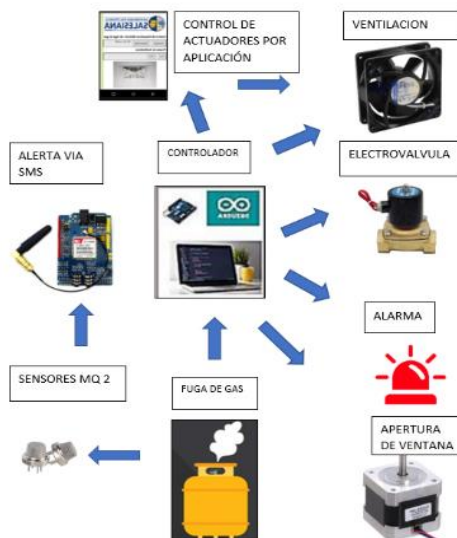 SALESIANA
CONTROL DE
ACTUADORES POR
APLICACIÓN
VENTILACION
ALERTA VIA
SMS
CONTROLADOR
ELECTROVALVULA
ARDUINO
ALARMA
SENSORES MQ 2
FUGA DE GAS
APERTURA
DE VENTANA